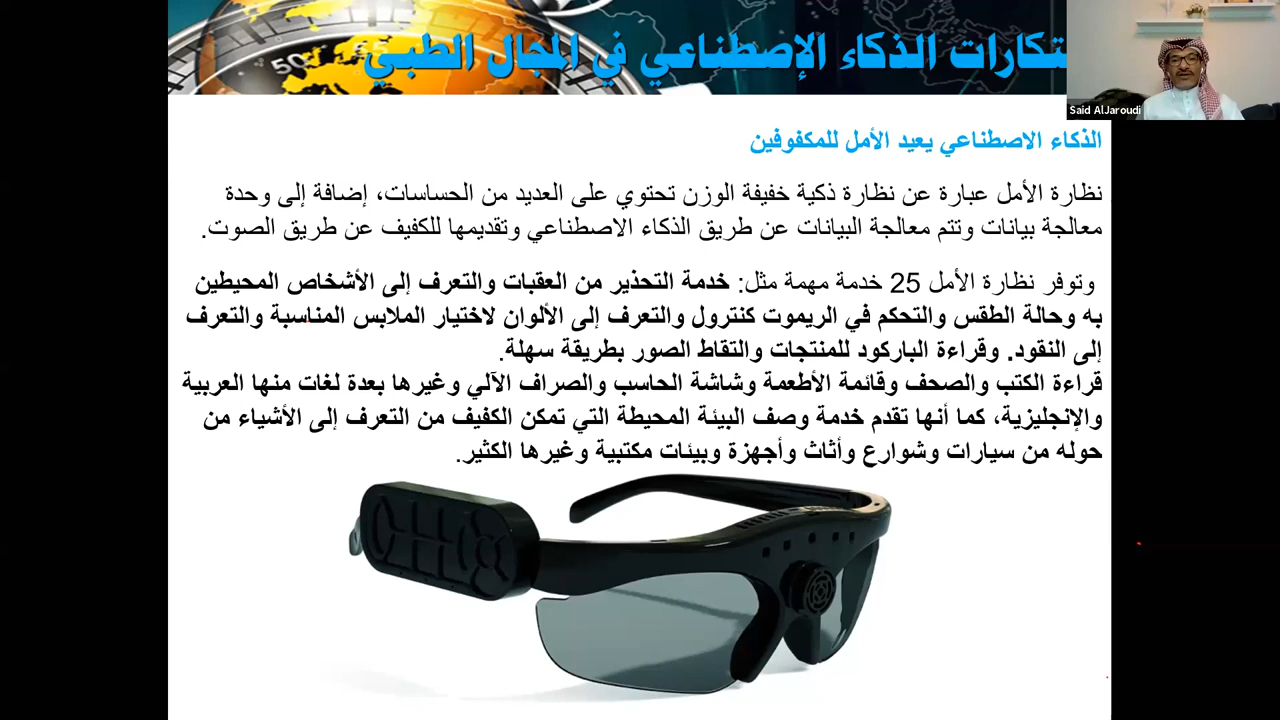 تكارات الذكاء الإصطناعي في المجال الطبي
Said AlJaroudi
الذكاء الاصطناعي يعيد الأمل للمكفوفين
نظارة الأمل عبارة عن نظارة ذكية خفيفة الوزن تحتوي على العديد من الحساسات، إضافة إلى وحدة
معالجة بيانات وتتم معالجة البيانات عن طريق الذكاء الاصطناعي وتقديمها للكفيف عن طريق الصوت.
وتوفر نظارة الأمل 25 خدمة مهمة مثل: خدمة التحذير من العقبات والتعرف إلى الأشخاص المحيطين
به وحالة الطقس والتحكم في الريموت كنترول والتعرف إلى الألوان لاختيار الملابس المناسبة والتعرف
إلى النقود. وقراءة الباركود للمنتجات والتقاط الصور بطريقة سهلة.
قراءة الكتب والصحف وقائمة الأطعمة وشاشة الحاسب والصراف الآلي وغيرها بعدة لغات منها العربية
والإنجليزية، كما أنها تقدم خدمة وصف البيئة المحيطة التي تمكن الكفيف من التعرف إلى الأشياء من
حوله من سيارات وشوارع وأثاث وأجهزة وبيئات مكتبية وغيرها الكثير.